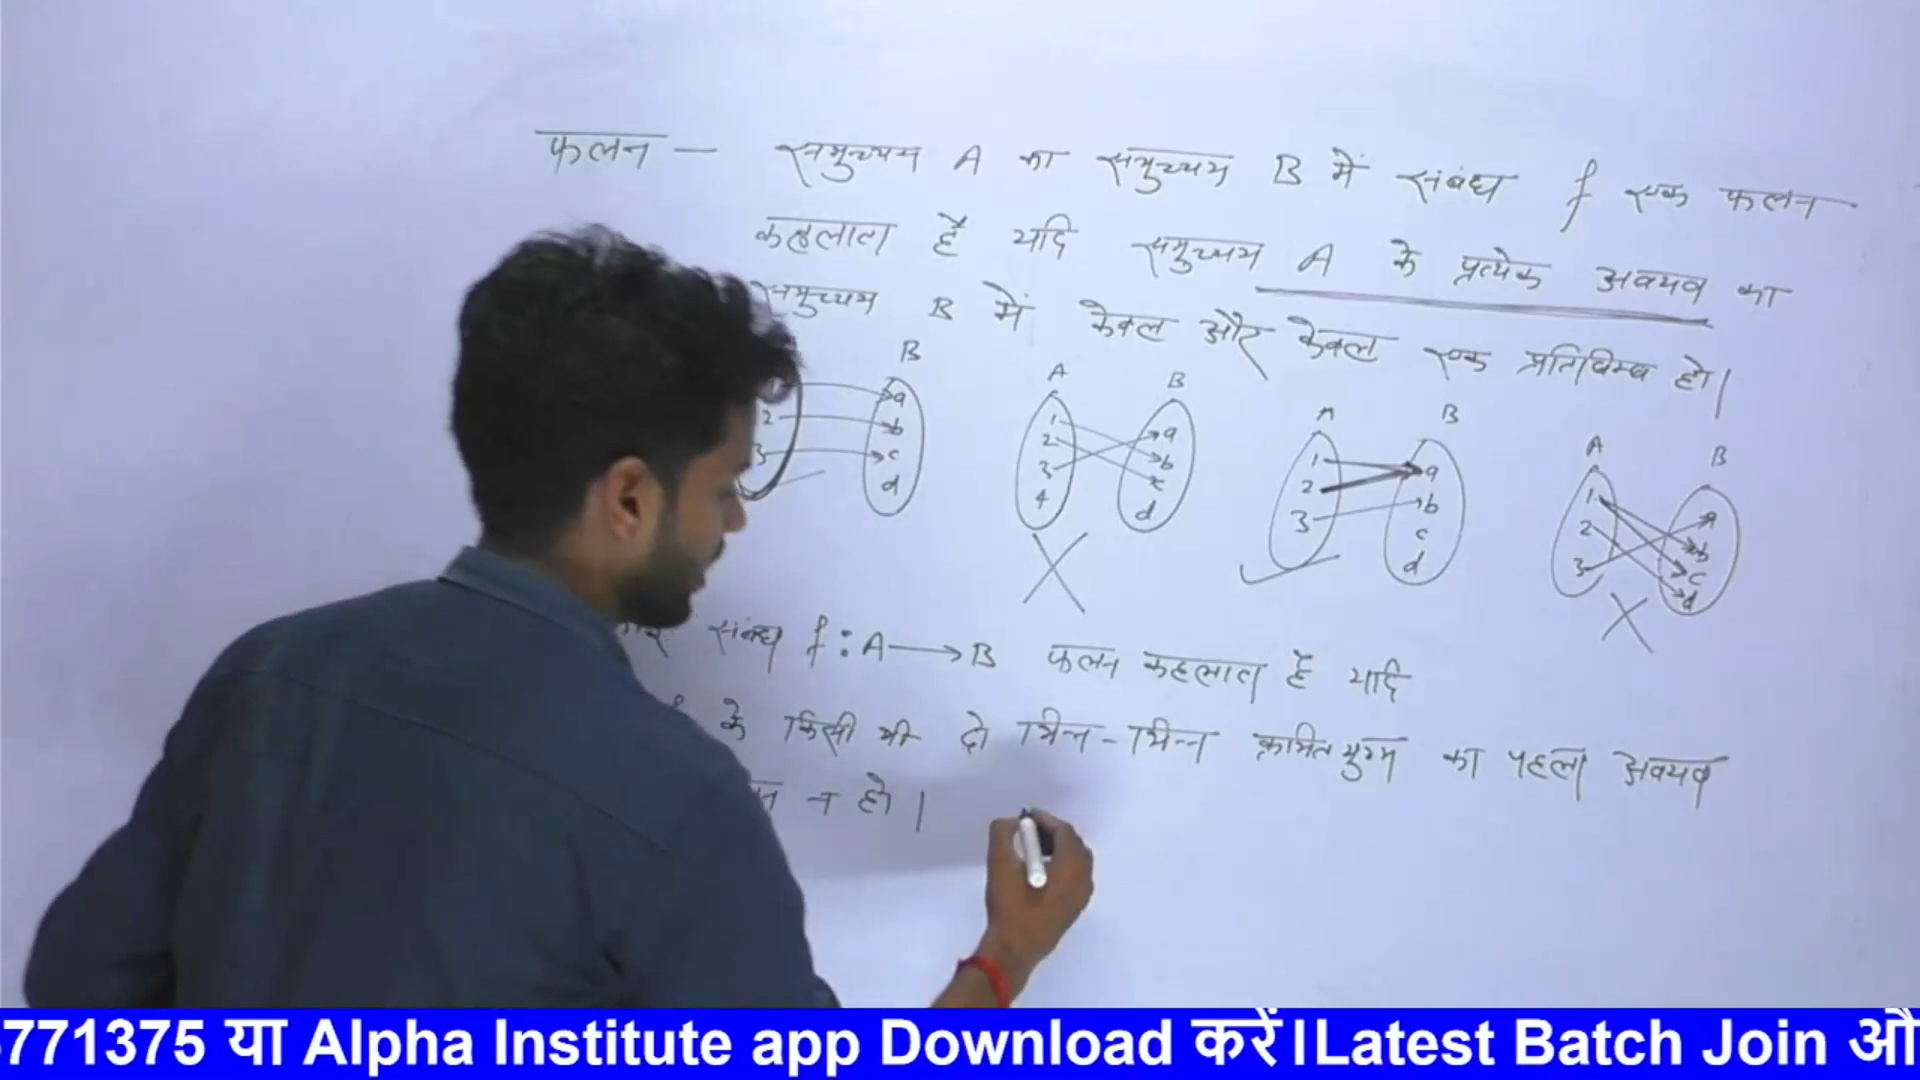 फलन — समुच्चय A का समुच्चय B में संबंध f एक फलन
कहलाता है यदि समुच्चय A के प्रत्येक अवयव का
समुच्चय B में केवल और केवल एक प्रतिबिम्ब हो।
B
1 a
2 b
3 c
d
A B
1 a
2 b
3 c
4 d
A B
1 a
2 b
3 c
d
A B
1 a
2 b
3 c
d
संबंध f : A → B फलन कहलाता है यदि
f के किसी भी दो भिन्न-भिन्न क्रमित युग्म का पहला अवयव
न हो।
771375 या Alpha Institute app Download करें।Latest Batch Join औ